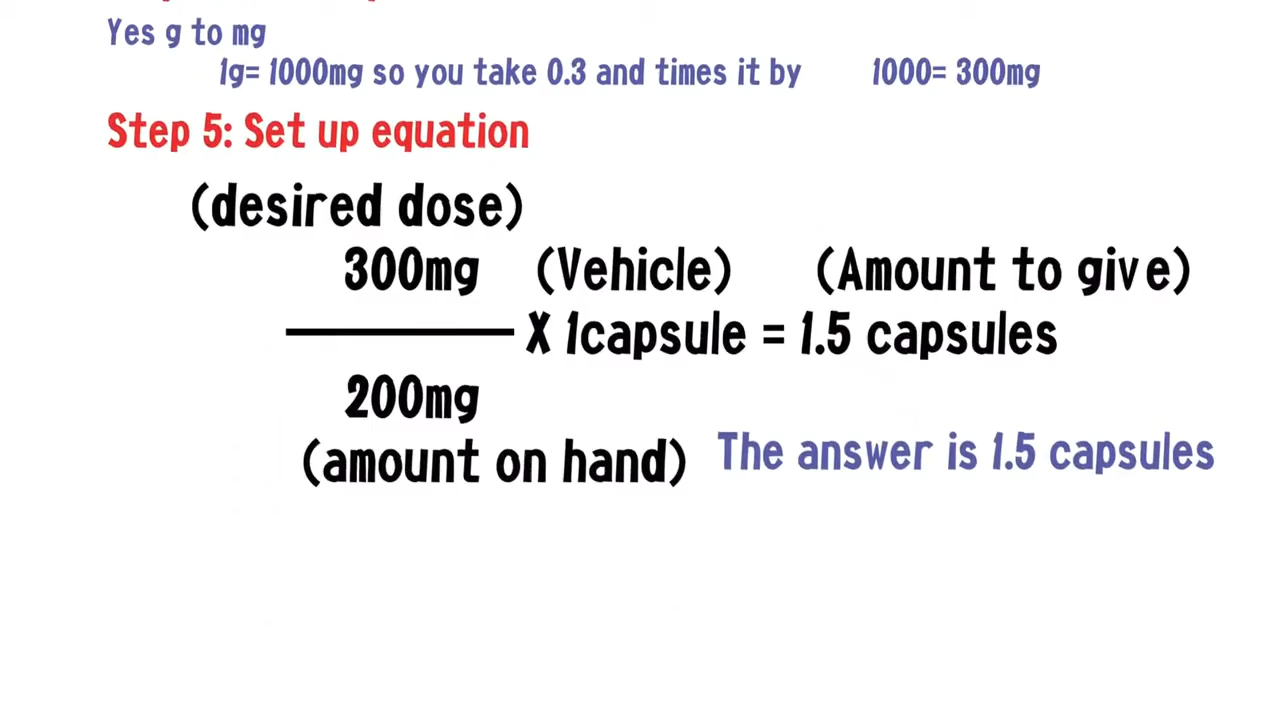 Yes g to mg
1g= 1000mg so you take 0.3 and times it by 1000= 300mg
Step 5: Set up equation
(desired dose)
300mg (Vehicle) (Amount to give)
X 1capsule = 1.5 capsules
200mg
(amount on hand) The answer is 1.5 capsules